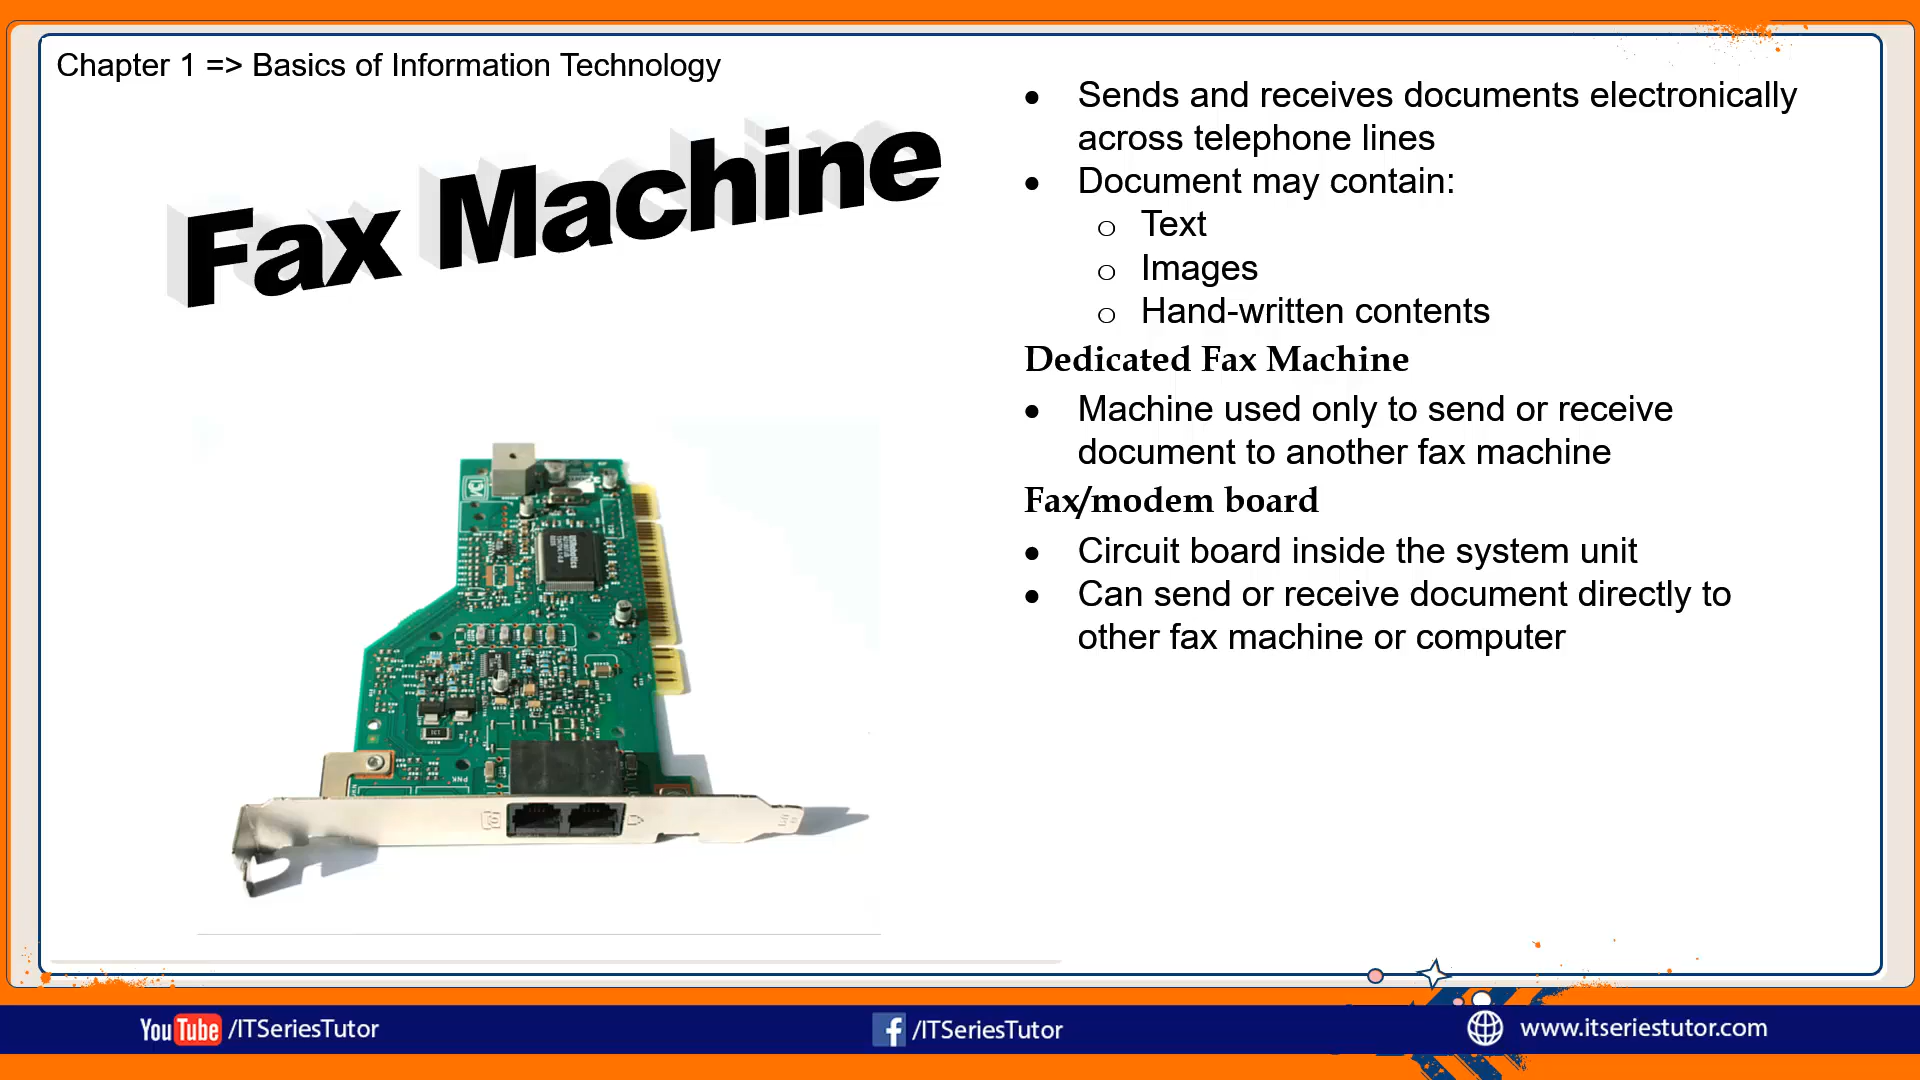 Chapter 1 => Basics of Information Technology
Fax Machine
• Sends and receives documents electronically
across telephone lines
• Document may contain:
o Text
o Images
o Hand-written contents
Dedicated Fax Machine
• Machine used only to send or receive
document to another fax machine
Fax/modem board
• Circuit board inside the system unit
• Can send or receive document directly to
other fax machine or computer
YouTube /ITSeriesTutor
f /ITSeriesTutor
www.itseriestutor.com